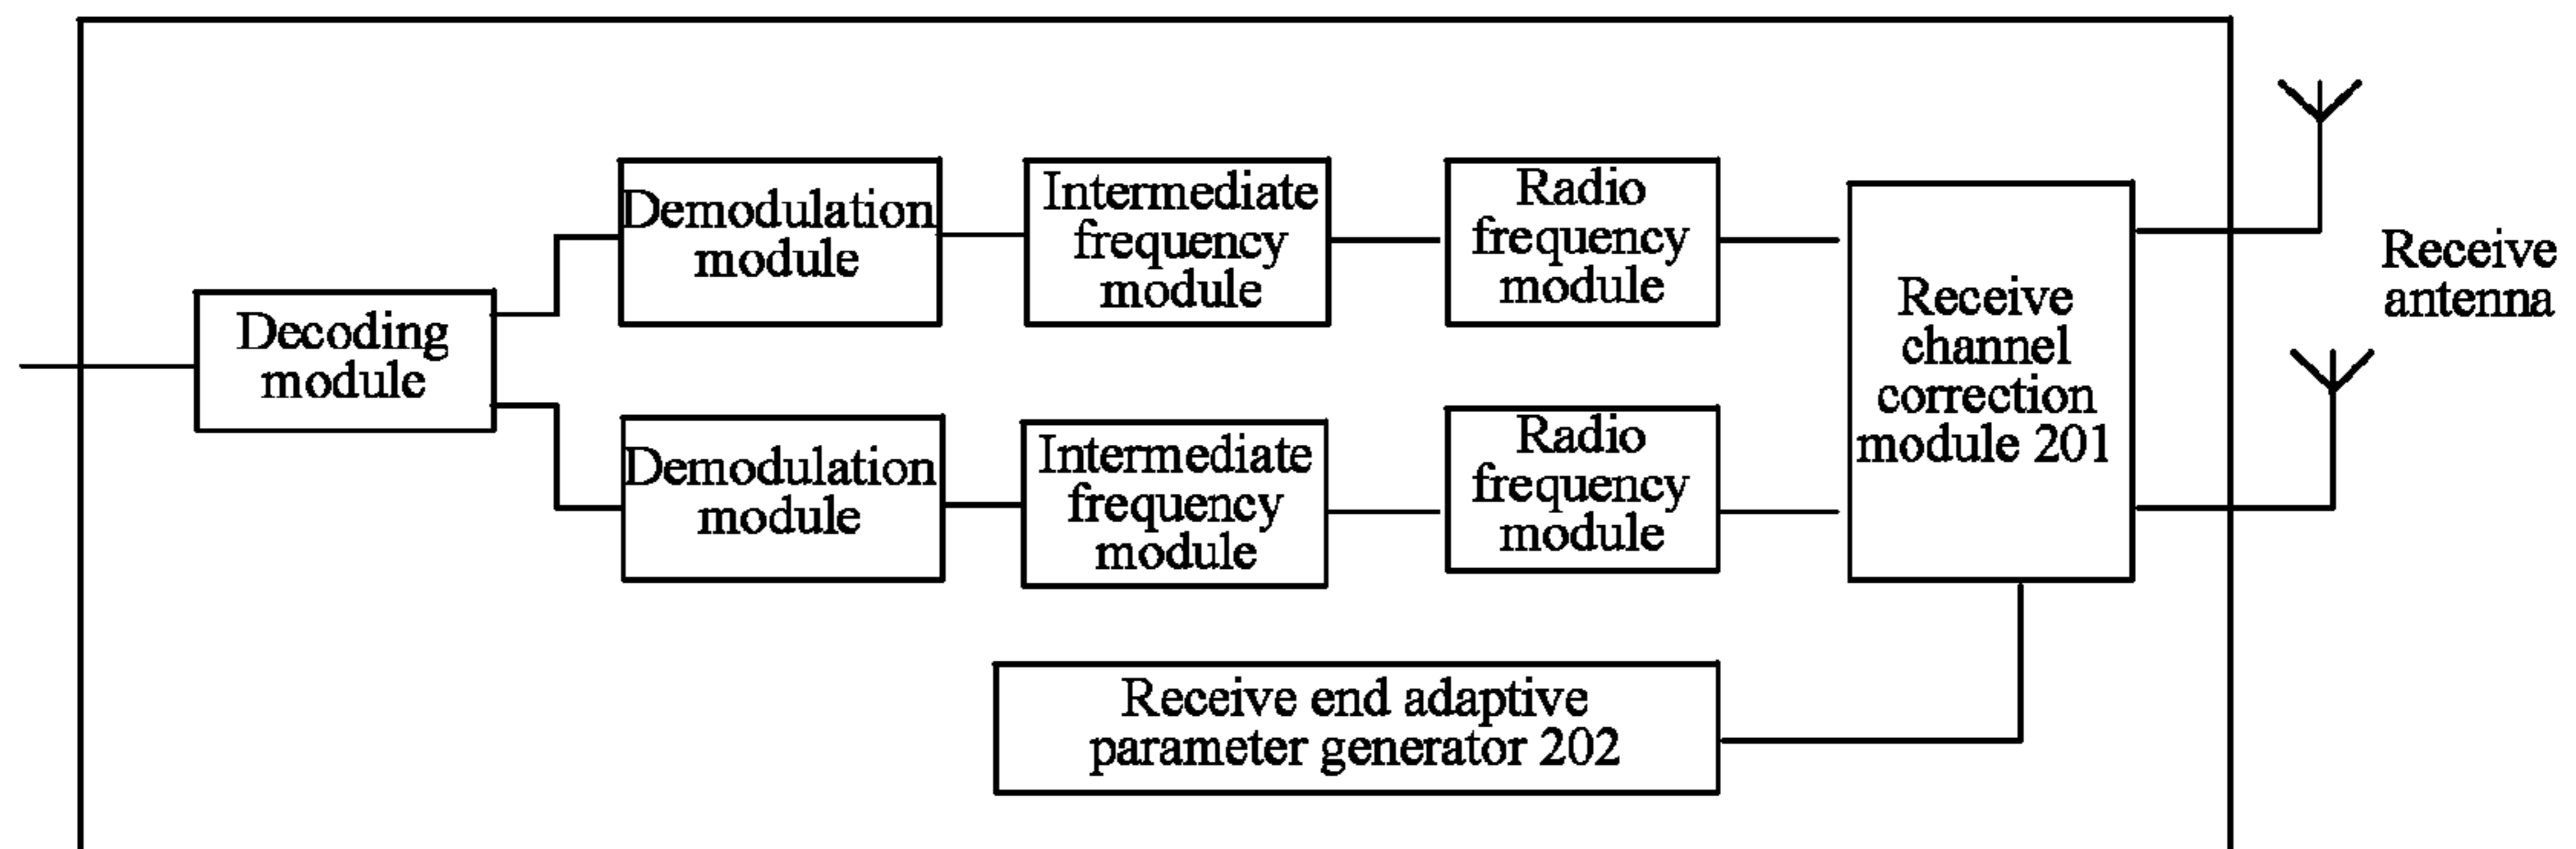 Demodulation
module
Intermediate
frequency
module
Radio
frequency
module
Receive
antenna
Decoding
module
Receive
channel
correction
module 201
Demodulation
module
Intermediate
frequency
module
Radio
frequency
module
Receive end adaptive
parameter generator 202